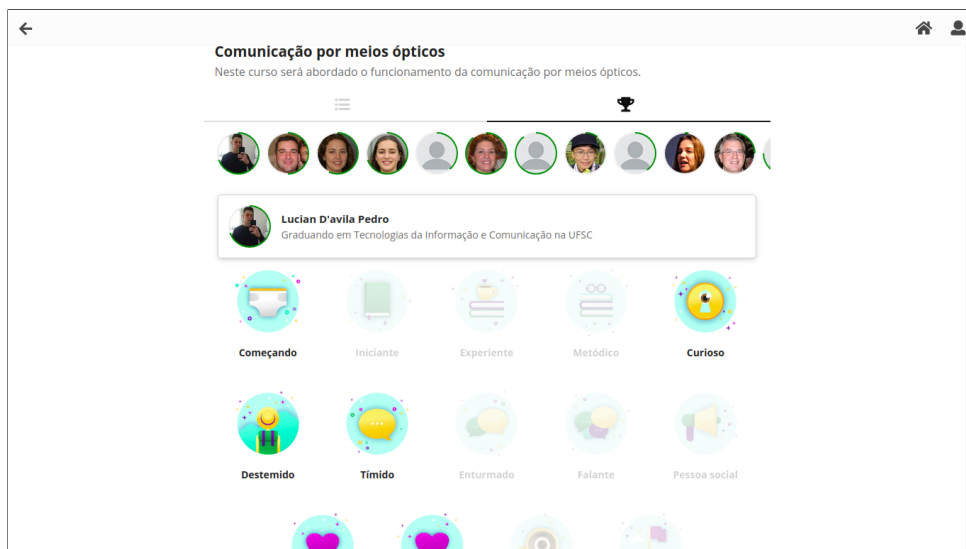 Comunicação por meios ópticos
Neste curso será abordado o funcionamento da comunicação por meios ópticos.
Lucian D'avila Pedro
Graduando em Tecnologias da Informação e Comunicação na UFSC
Começando
Iniciante
Experiente
Metódico
Curioso
Destemido
Tímido
Enturmado
Falante
Pessoa social